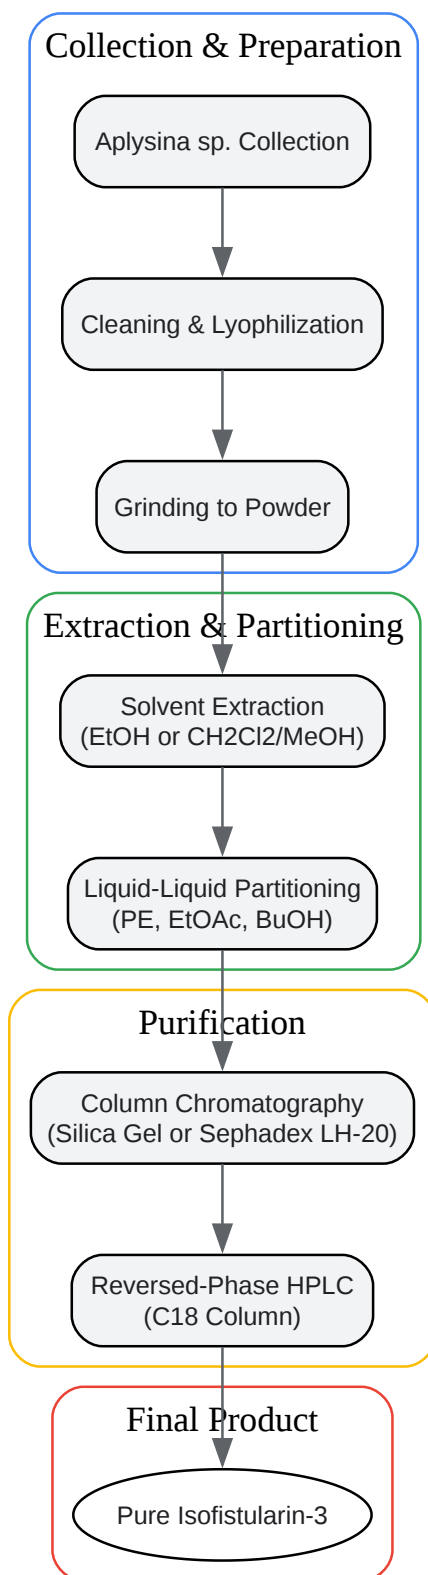 Collection & Preparation
Aplysina sp. Collection
Cleaning & Lyophilization
Grinding to Powder
Extraction & Partitioning
Solvent Extraction
(EtOH or CH2Cl2/MeOH)
Liquid-Liquid Partitioning
(PE, EtOAc, BuOH)
Purification
Column Chromatography
(Silica Gel or Sephadex LH-20)
Reversed-Phase HPLC
(C18 Column)
Final Product
Pure Isofistularin-3